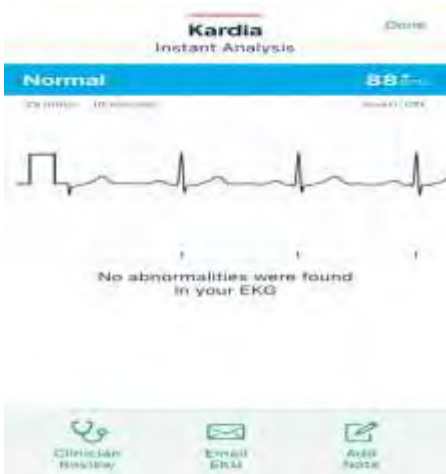 Kardia
Done
Instant Analysis
Normal
88
No abnormalities were found
in your EKG
Clinician
Review
Email
EKG
Add
Note